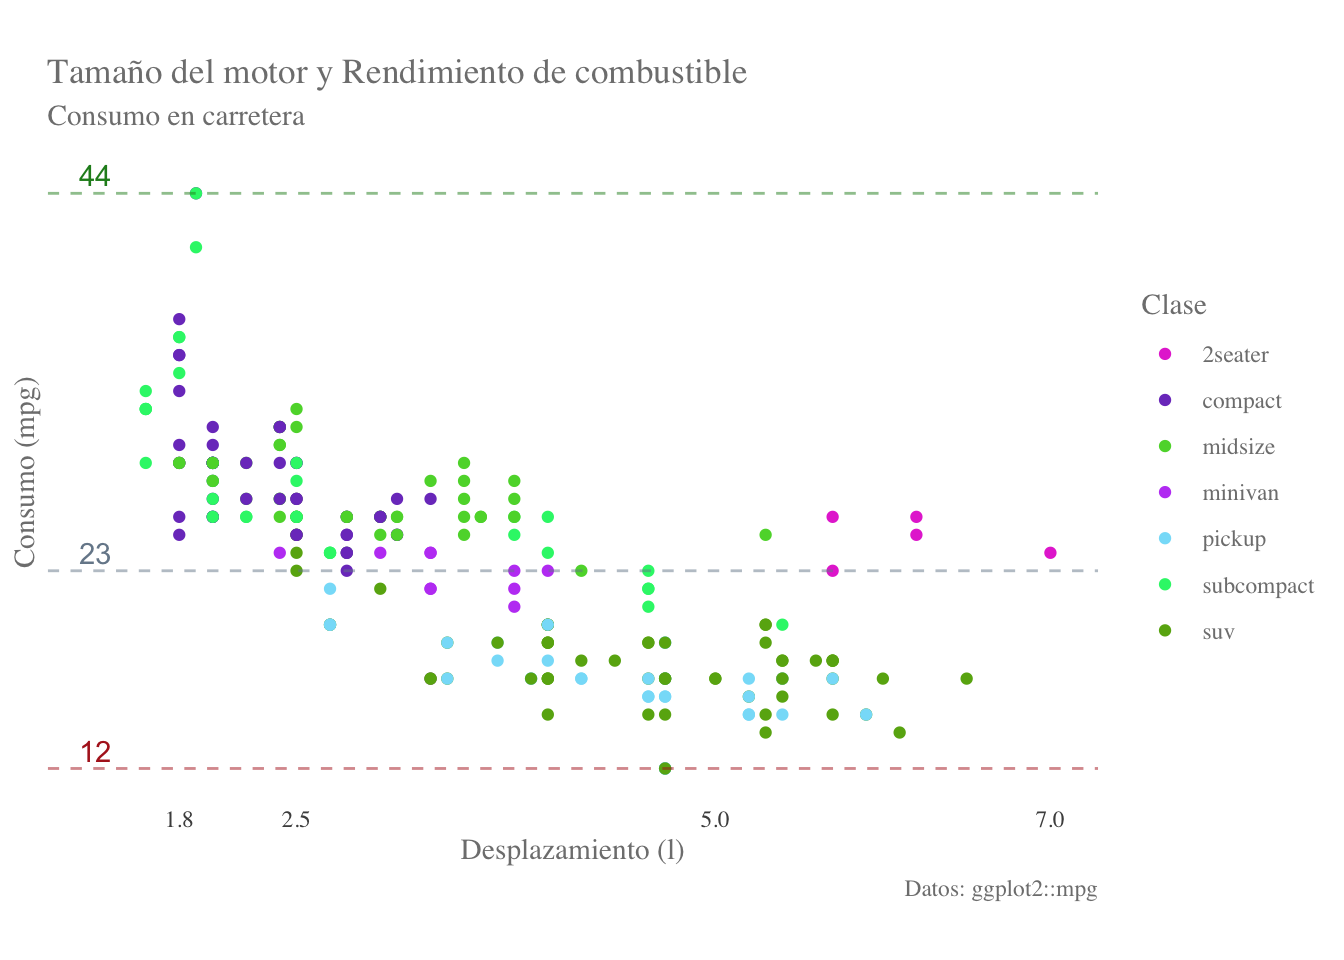 Tamaño del motor y Rendimiento de combustible
Consumo en carretera
44
23
12
Consumo (mpg)
1.8
2.5
5.0
7.0
Desplazamiento (l)
Clase
2seater
compact
midsize
minivan
pickup
subcompact
suv
Datos: ggplot2::mpg